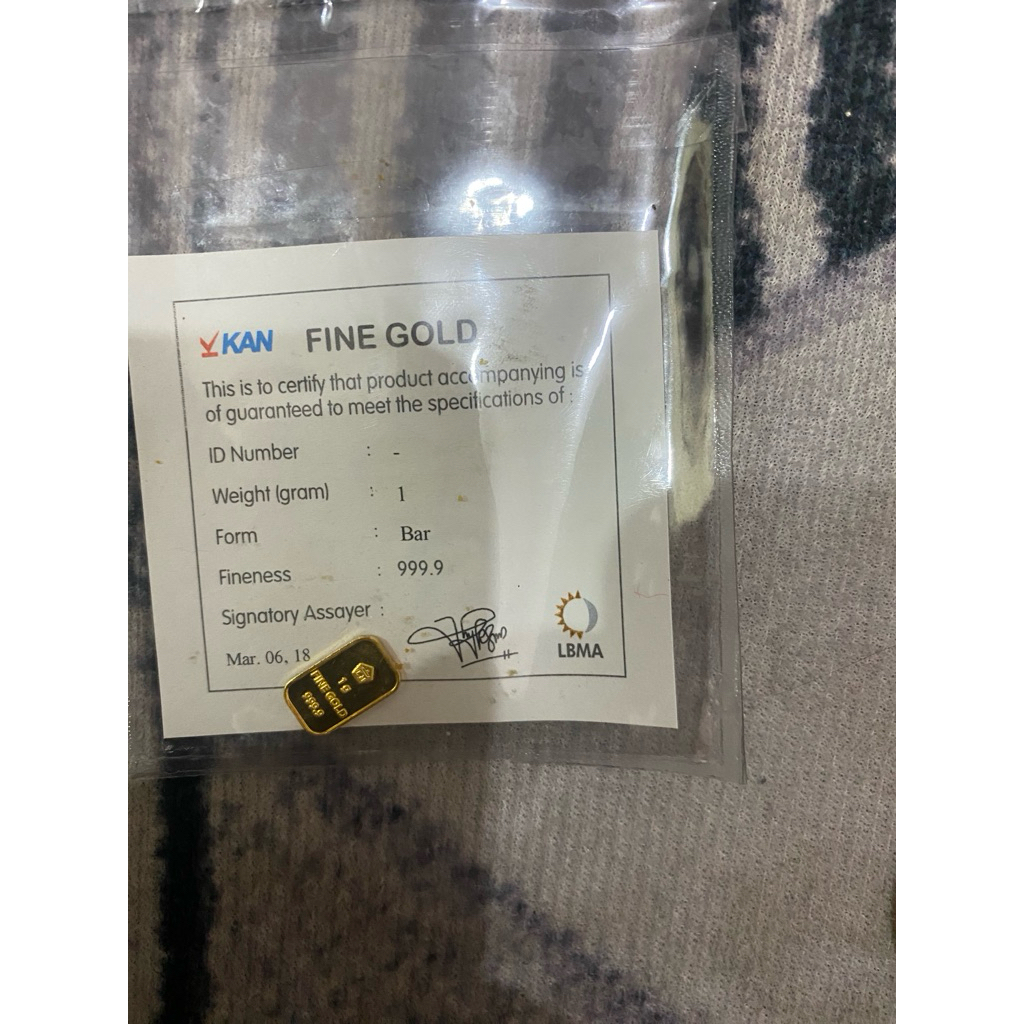 KAN FINE GOLD
This is to certify that product accompanying is
of guaranteed to meet the specifications of :
ID Number : -
Weight (gram) : 1
Form : Bar
Fineness : 999.9
Signatory Assayer :
Mar. 06, 18
LBMA
1 g
FINE GOLD
999.9